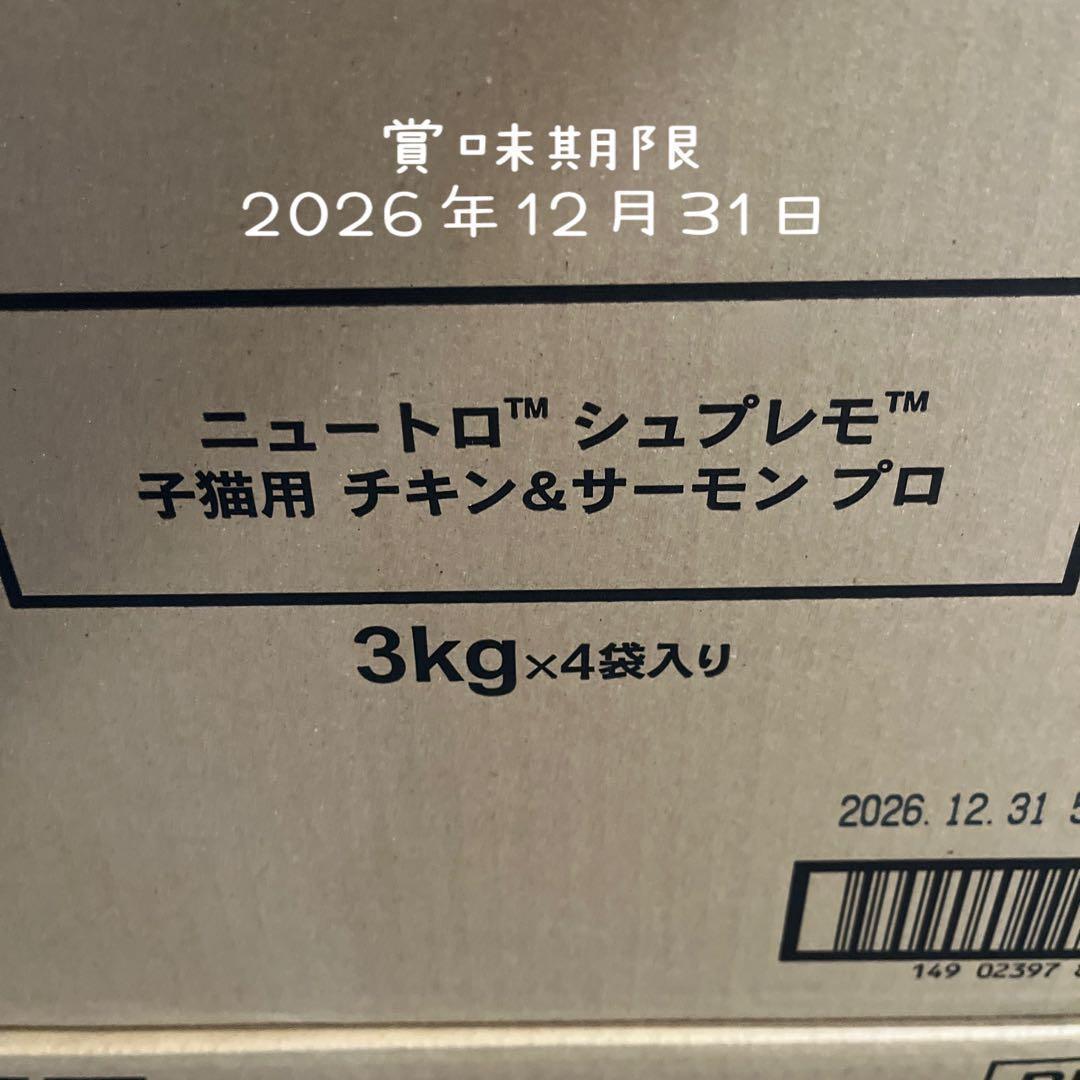 賞味期限
2026年12月31日
ニュートロ™ シュプレモ™
子猫用 チキン&サーモン プロ
3kg×4袋入り
2026.12.31
149 02397